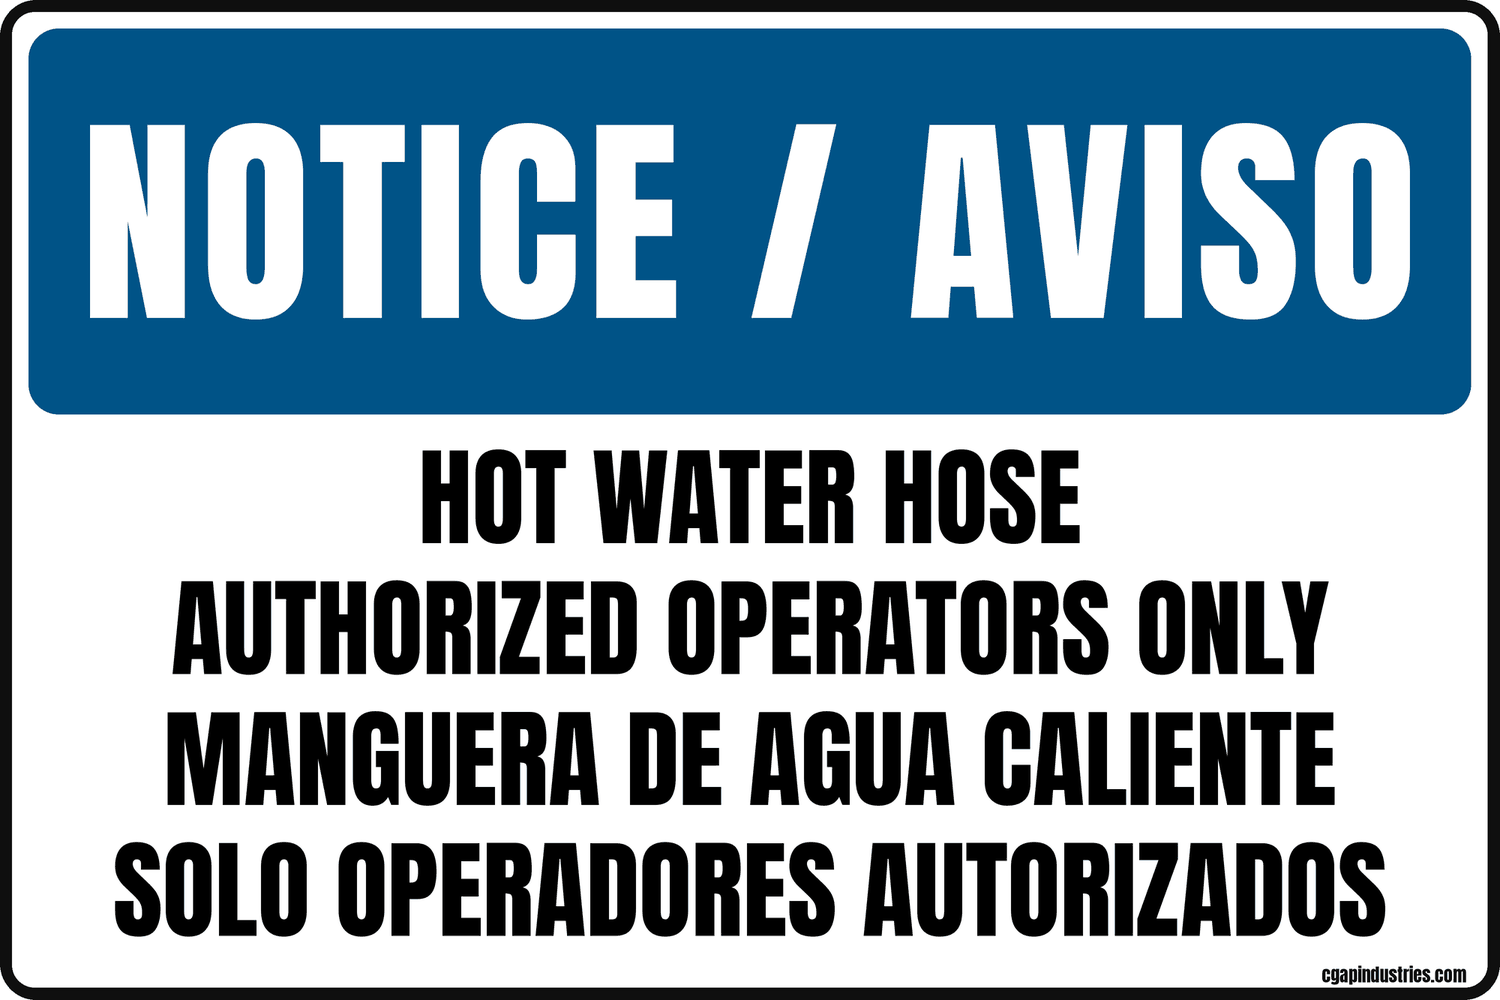 NOTICE / AVISO
HOT WATER HOSE
AUTHORIZED OPERATORS ONLY
MANGUERA DE AGUA CALIENTE
SOLO OPERADORES AUTORIZADOS
cgapindustries.com